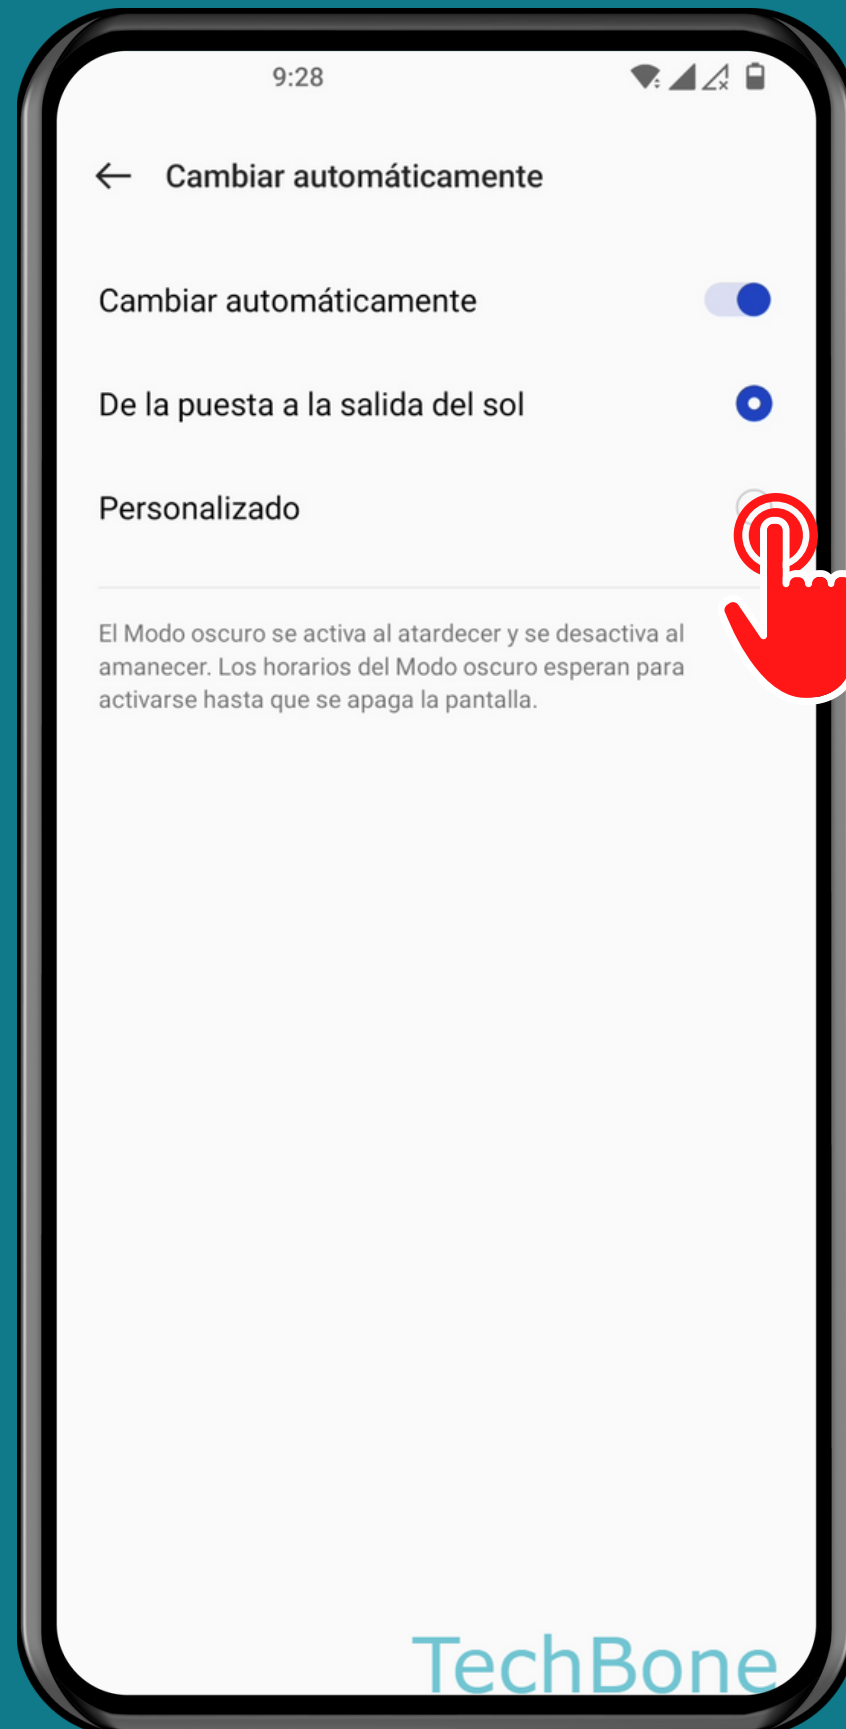 9:28
Cambiar automáticamente
Cambiar automáticamente
De la puesta a la salida del sol
Personalizado
El Modo oscuro se activa al atardecer y se desactiva al
amanecer. Los horarios del Modo oscuro esperan para
activarse hasta que se apaga la pantalla.
TechBone